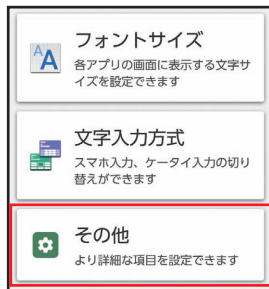 フォントサイズ
各アプリの画面に表示する文字サ
イズを設定できます
文字入力方式
スマホ入力、ケータイ入力の切り
替えができます
その他
より詳細な項目を設定できます